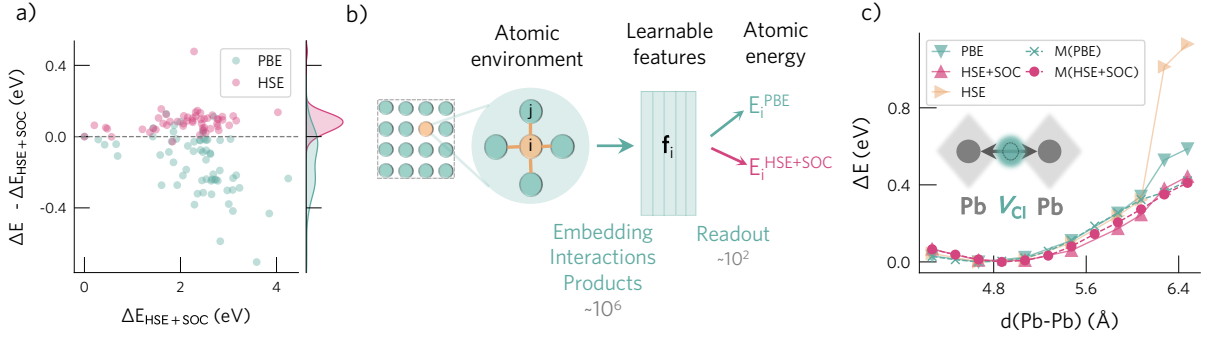 a)
ΔE - ΔE_HSE+SOC (eV)
0.4
0.0
-0.4
PBE
HSE
0
2
4
ΔE_HSE+SOC (eV)
b)
Atomic
environment
Learnable
features
Atomic
energy
j
i
f_i
E_i^PBE
E_i^HSE+SOC
Embedding
Interactions
Products
~10^6
Readout
~10^2
c)
ΔE (eV)
0.8
0.4
0.0
PBE
HSE+SOC
HSE
M(PBE)
M(HSE+SOC)
Pb V_Cl Pb
4.8
5.6
6.4
d(Pb-Pb) (Å)